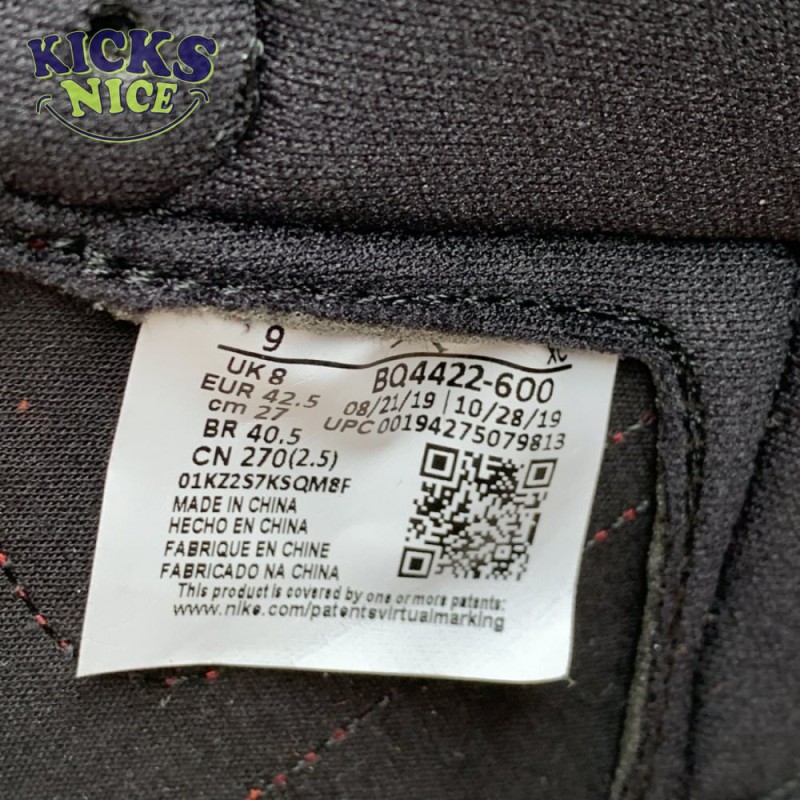 KICKS
NICE
9 XC
UK 8
EUR 42.5
cm 27
BR 40.5
CN 270(2.5)
BQ4422-600
08/21/19 | 10/28/19
UPC 00194275079813
01KZ2S7KSQM8F
MADE IN CHINA
HECHO EN CHINA
FABRIQUE EN CHINE
FABRICADO NA CHINA
This product is covered by one or more patents:
www.nike.com/patentsvirtualmarking